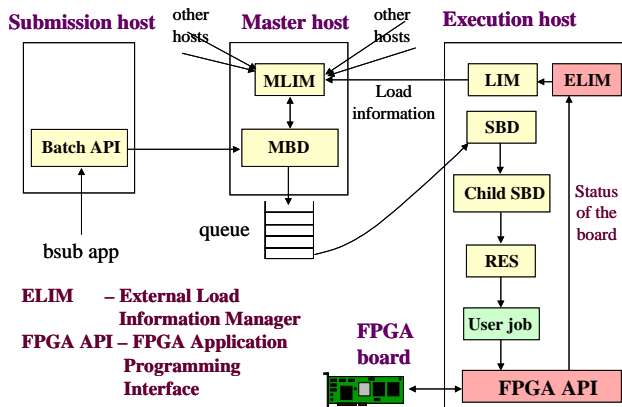 Submission host
Master host
Execution host
other
hosts
other
hosts
MLIM
LIM
ELIM
Load
information
Batch API
MBD
SBD
Child SBD
Status
of the
board
queue
bsub app
RES
User job
ELIM – External Load
Information Manager
FPGA API – FPGA Application
Programming
Interface
FPGA
board
FPGA API